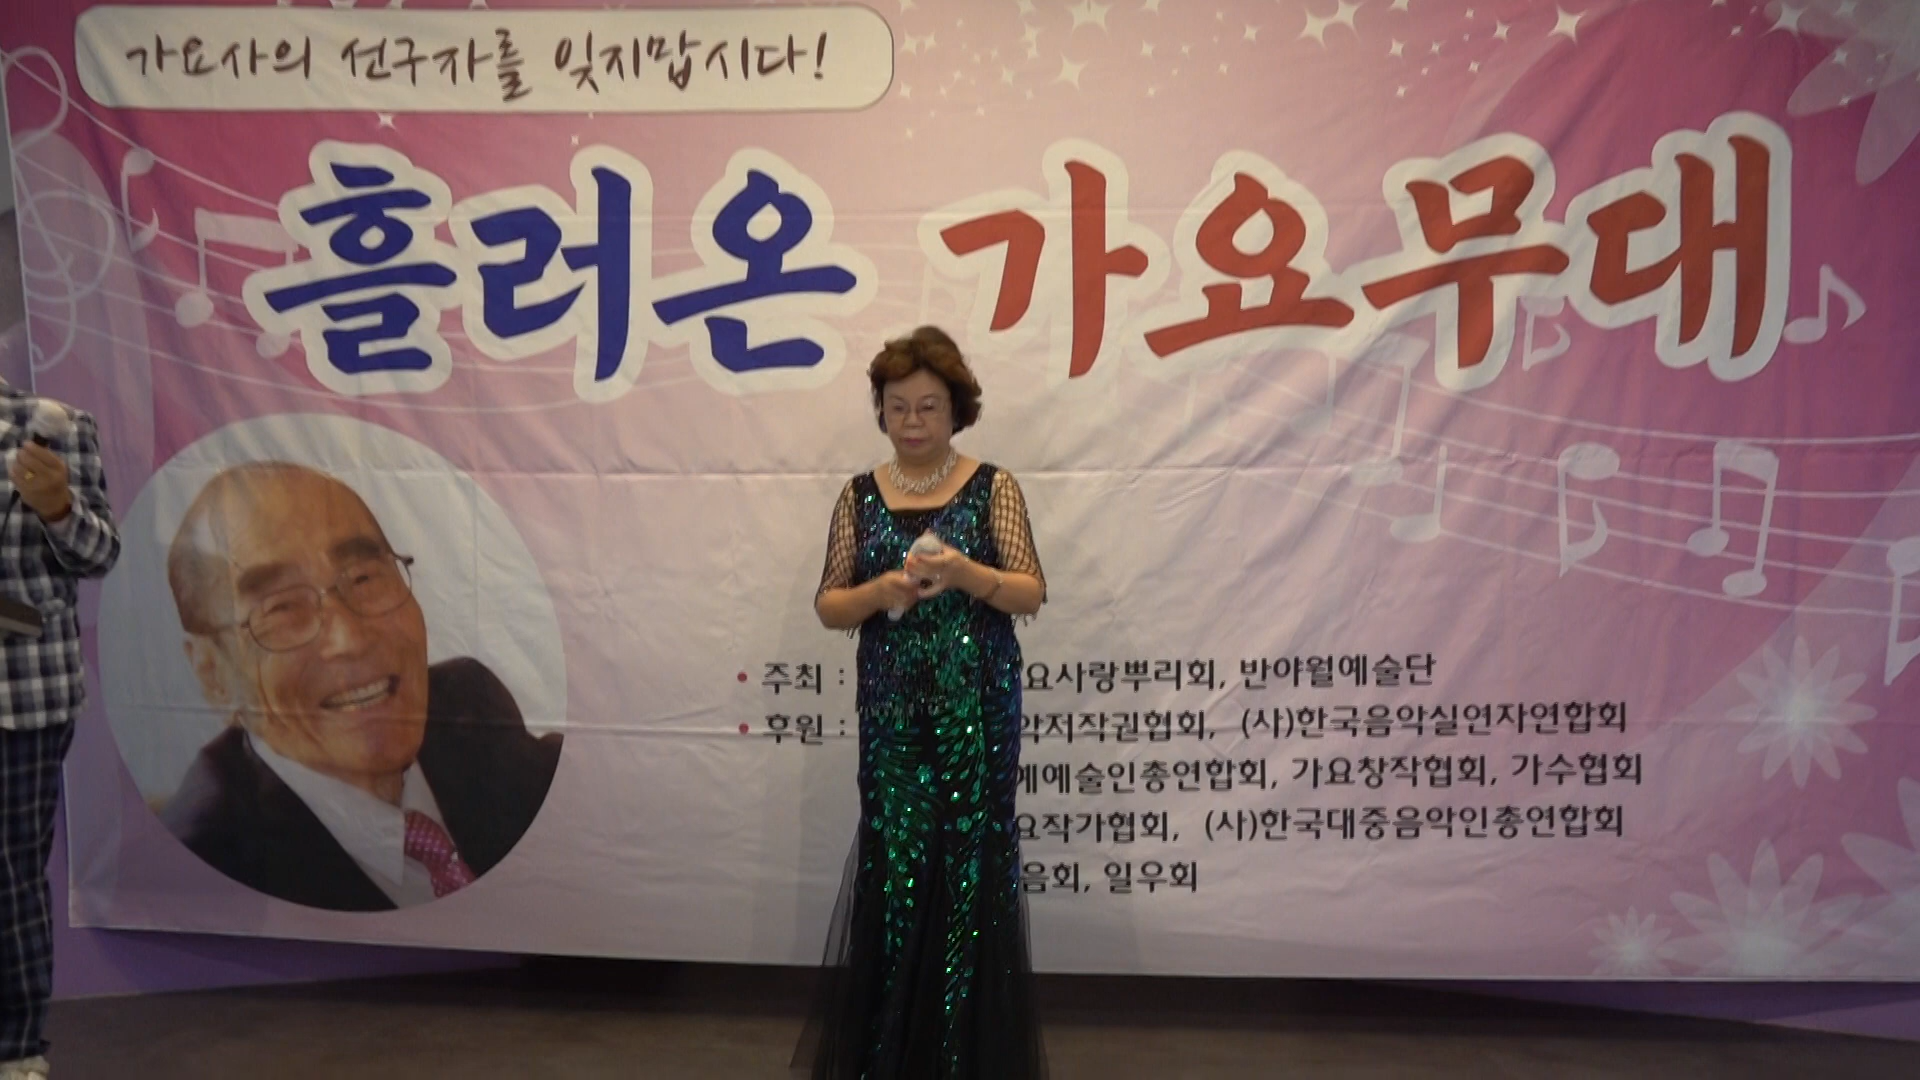 가요사의 선구자를 잊지맙시다!
흘러온 가요무대
• 주최 : 요사랑뿌리회, 반야월예술단
• 후원 : 악저작권협회, (사)한국음악실연자연합회
예예술인총연합회, 가요창작협회, 가수협회
요작가협회, (사)한국대중음악인총연합회
음회, 일우회